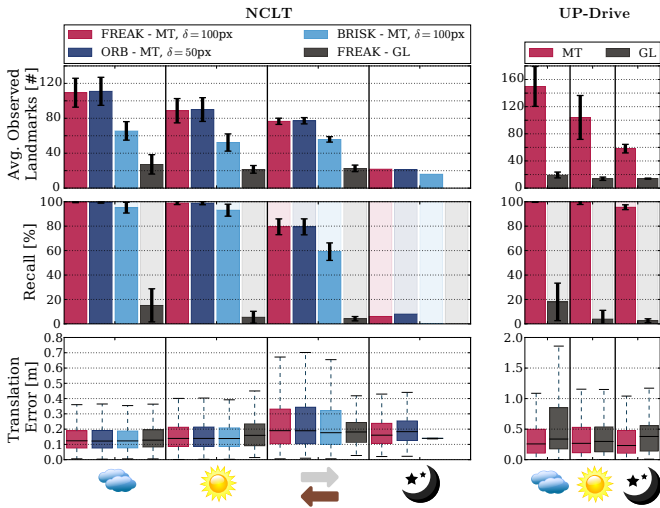 NCLT
UP-Drive
FREAK - MT, δ = 100px
BRISK - MT, δ = 100px
ORB - MT, δ = 50px
FREAK - GL
MT
GL
Avg. Observed
Landmarks [#]
120
80
40
0
160
120
80
40
0
Recall [%]
100
80
60
40
20
0
100
80
60
40
20
0
Translation
Error [m]
0.8
0.7
0.6
0.5
0.4
0.3
0.2
0.1
0.0
2.0
1.5
1.0
0.5
0.0